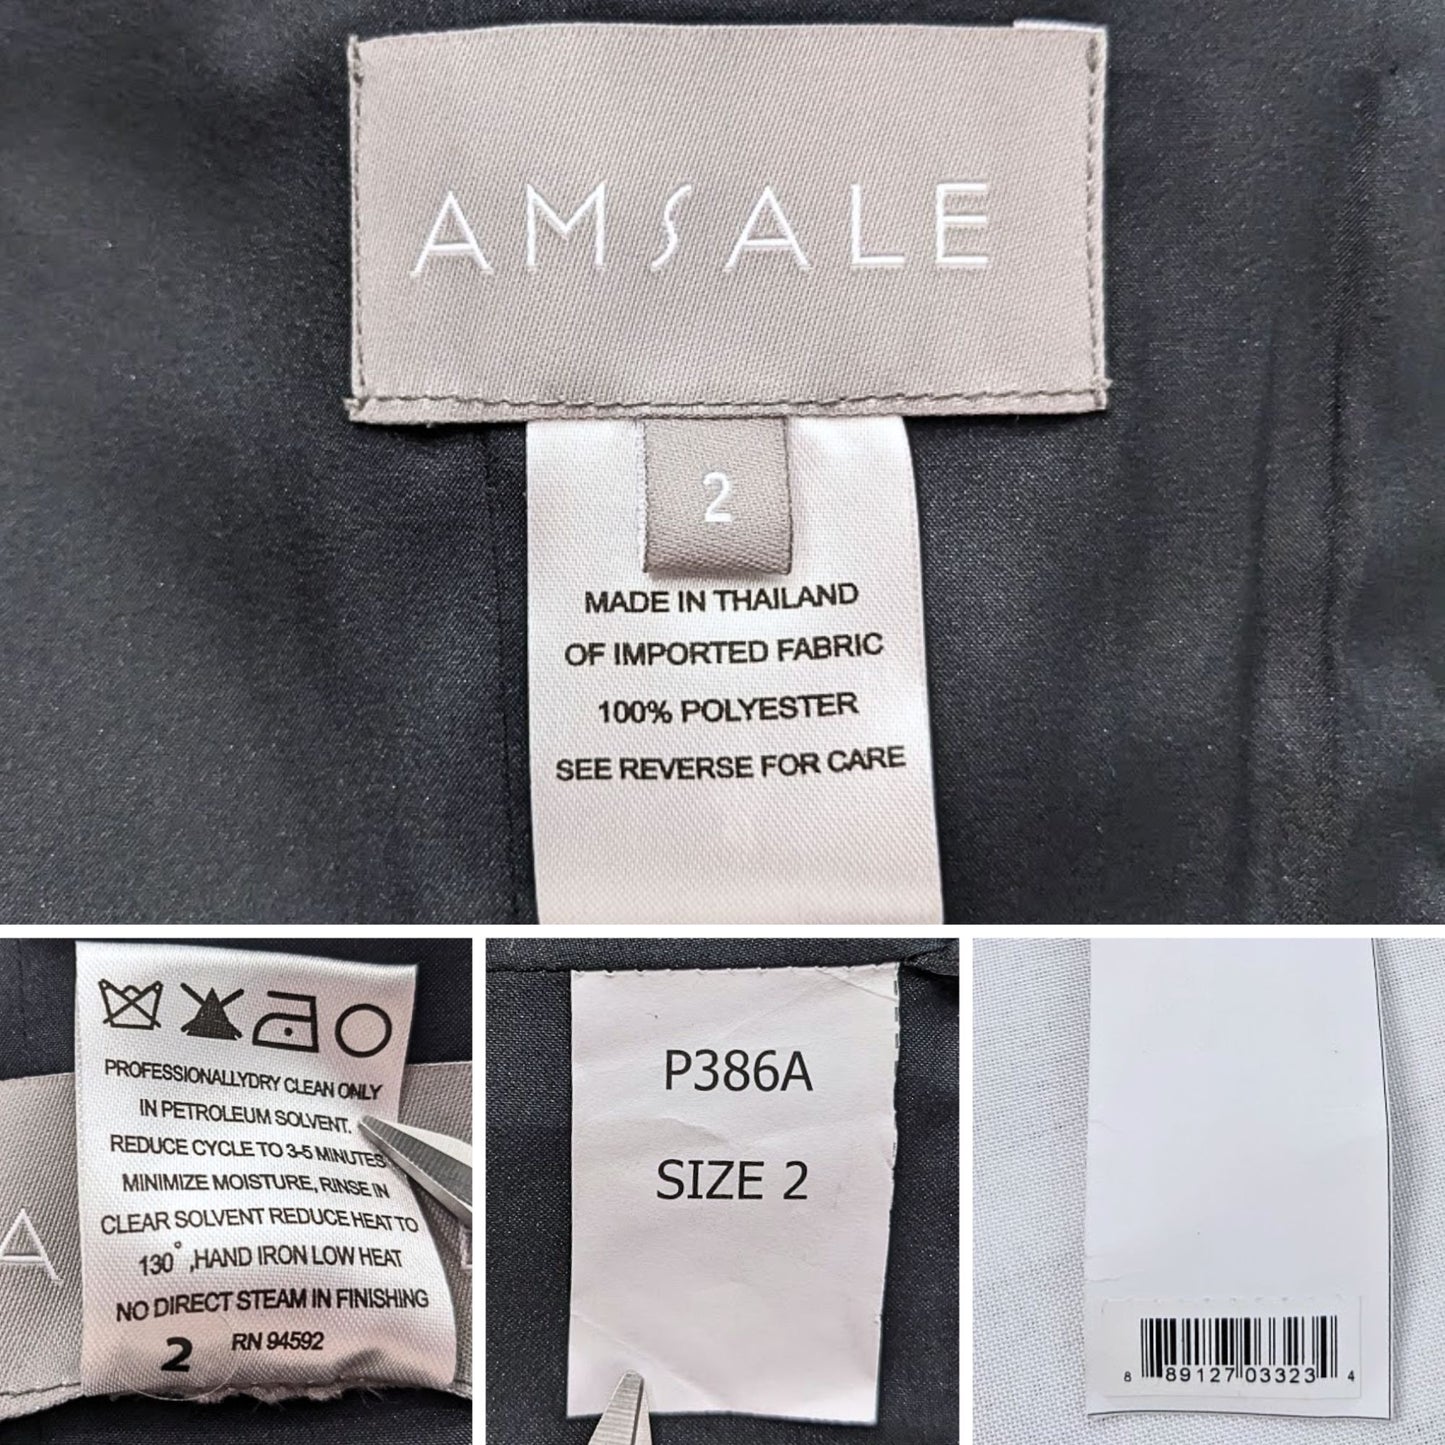 AMSALE
2
MADE IN THAILAND
OF IMPORTED FABRIC
100% POLYESTER
SEE REVERSE FOR CARE
PROFESSIONALLYDRY CLEAN ONLY
IN PETROLEUM SOLVENT.
REDUCE CYCLE TO 3-5 MINUTES
MINIMIZE MOISTURE, RINSE IN
CLEAR SOLVENT REDUCE HEAT TO
130° ,HAND IRON LOW HEAT
NO DIRECT STEAM IN FINISHING
2 RN 94592
A
P386A
SIZE 2
8 89127 03323 4